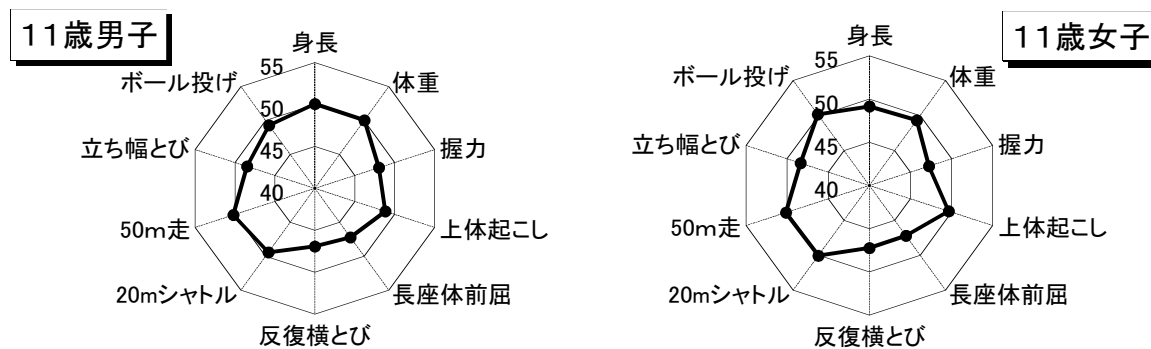 11歳男子
身長
体重
握力
上体起こし
長座体前屈
反復横とび
20mシャトル
50m走
立ち幅とび
ボール投げ
55
50
45
40
11歳女子
身長
体重
握力
上体起こし
長座体前屈
反復横とび
20mシャトル
50m走
立ち幅とび
ボール投げ
55
50
45
40